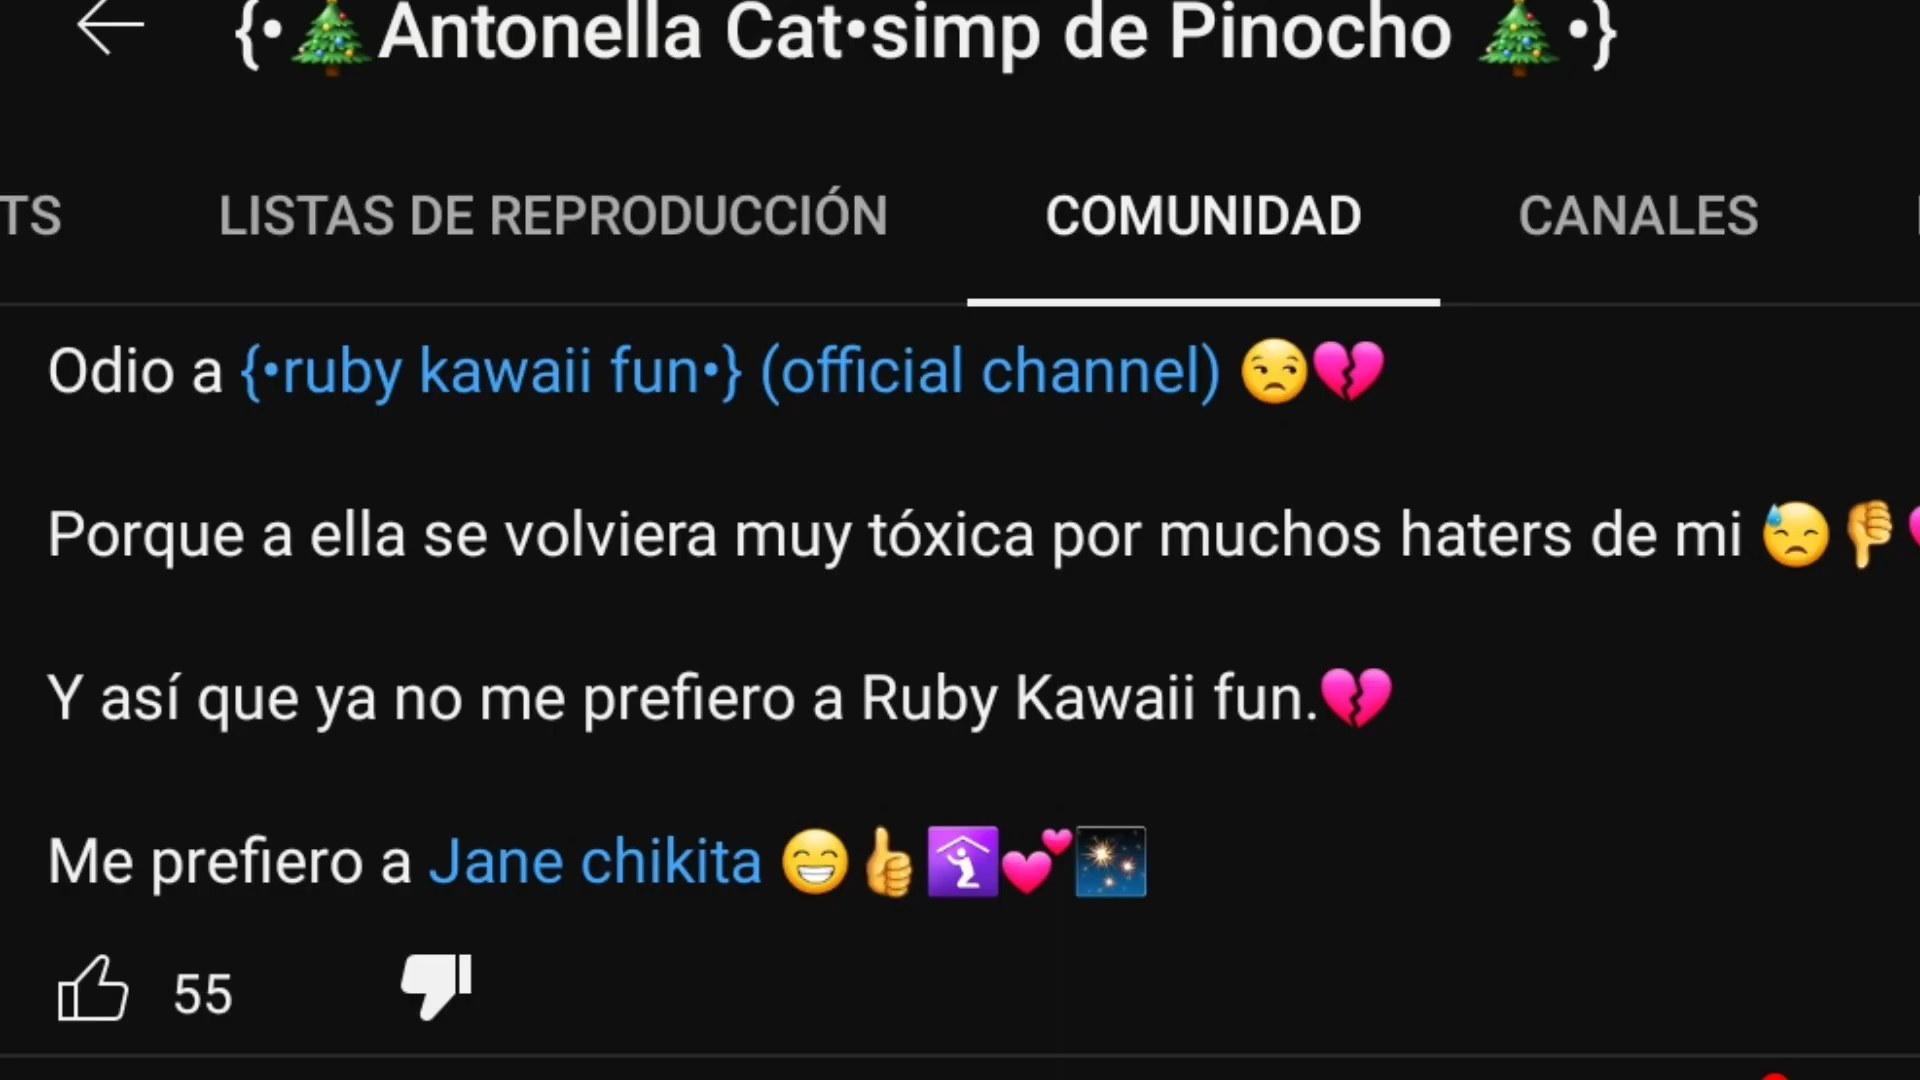 {•🎄Antonella Cat•simp de Pinocho 🎄•}
TS LISTAS DE REPRODUCCIÓN COMUNIDAD CANALES
Odio a {•ruby kawaii fun•} (official channel) 😒💔
Porque a ella se volviera muy tóxica por muchos haters de mi 😓👎
Y así que ya no me prefiero a Ruby Kawaii fun.💔
Me prefiero a Jane chikita 😁👍🛐💕🎇
55